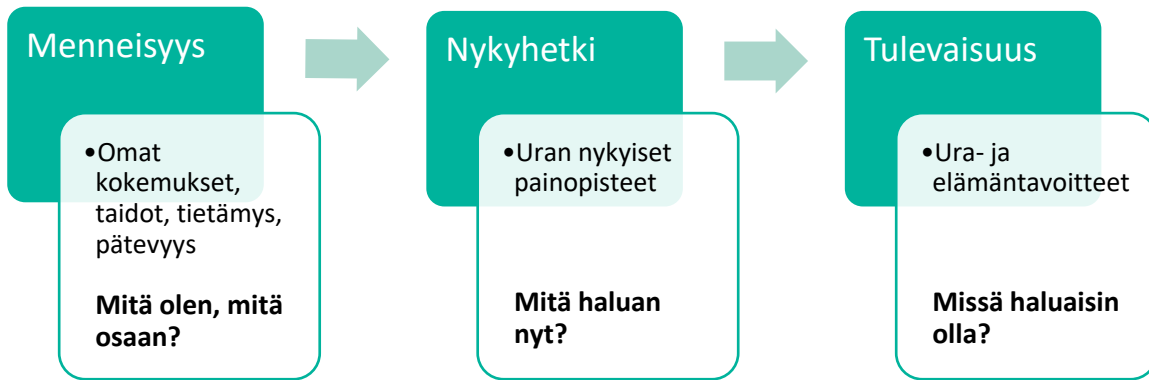 Menneisyys
•Omat
kokemukset,
taidot, tietämys,
pätevyys
Mitä olen, mitä
osaan?
Nykyhetki
•Uran nykyiset
painopisteet
Mitä haluan
nyt?
Tulevaisuus
•Ura- ja
elämäntavoitteet
Missä haluaisin
olla?